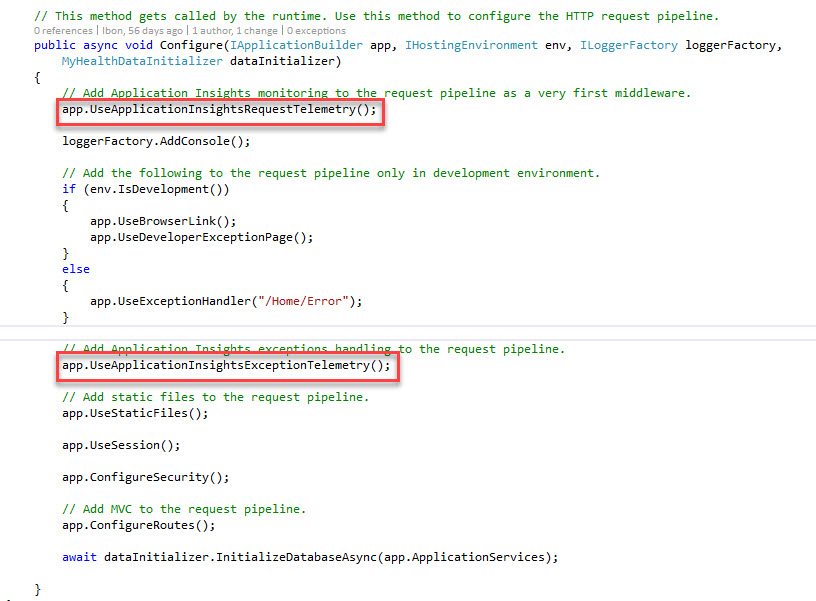 // This method gets called by the runtime. Use this method to configure the HTTP request pipeline.
0 references | Ibon, 56 days ago | 1 author, 1 change | 0 exceptions
public async void Configure(IApplicationBuilder app, IHostingEnvironment env, ILoggerFactory loggerFactory,
MyHealthDataInitializer dataInitializer)
{
// Add Application Insights monitoring to the request pipeline as a very first middleware.
app.UseApplicationInsightsRequestTelemetry();
loggerFactory.AddConsole();
// Add the following to the request pipeline only in development environment.
if (env.IsDevelopment())
{
app.UseBrowserLink();
app.UseDeveloperExceptionPage();
}
else
{
app.UseExceptionHandler("/Home/Error");
}
// Add Application Insights exceptions handling to the request pipeline.
app.UseApplicationInsightsExceptionTelemetry();
// Add static files to the request pipeline.
app.UseStaticFiles();
app.UseSession();
app.ConfigureSecurity();
// Add MVC to the request pipeline.
app.ConfigureRoutes();
await dataInitializer.InitializeDatabaseAsync(app.ApplicationServices);
}